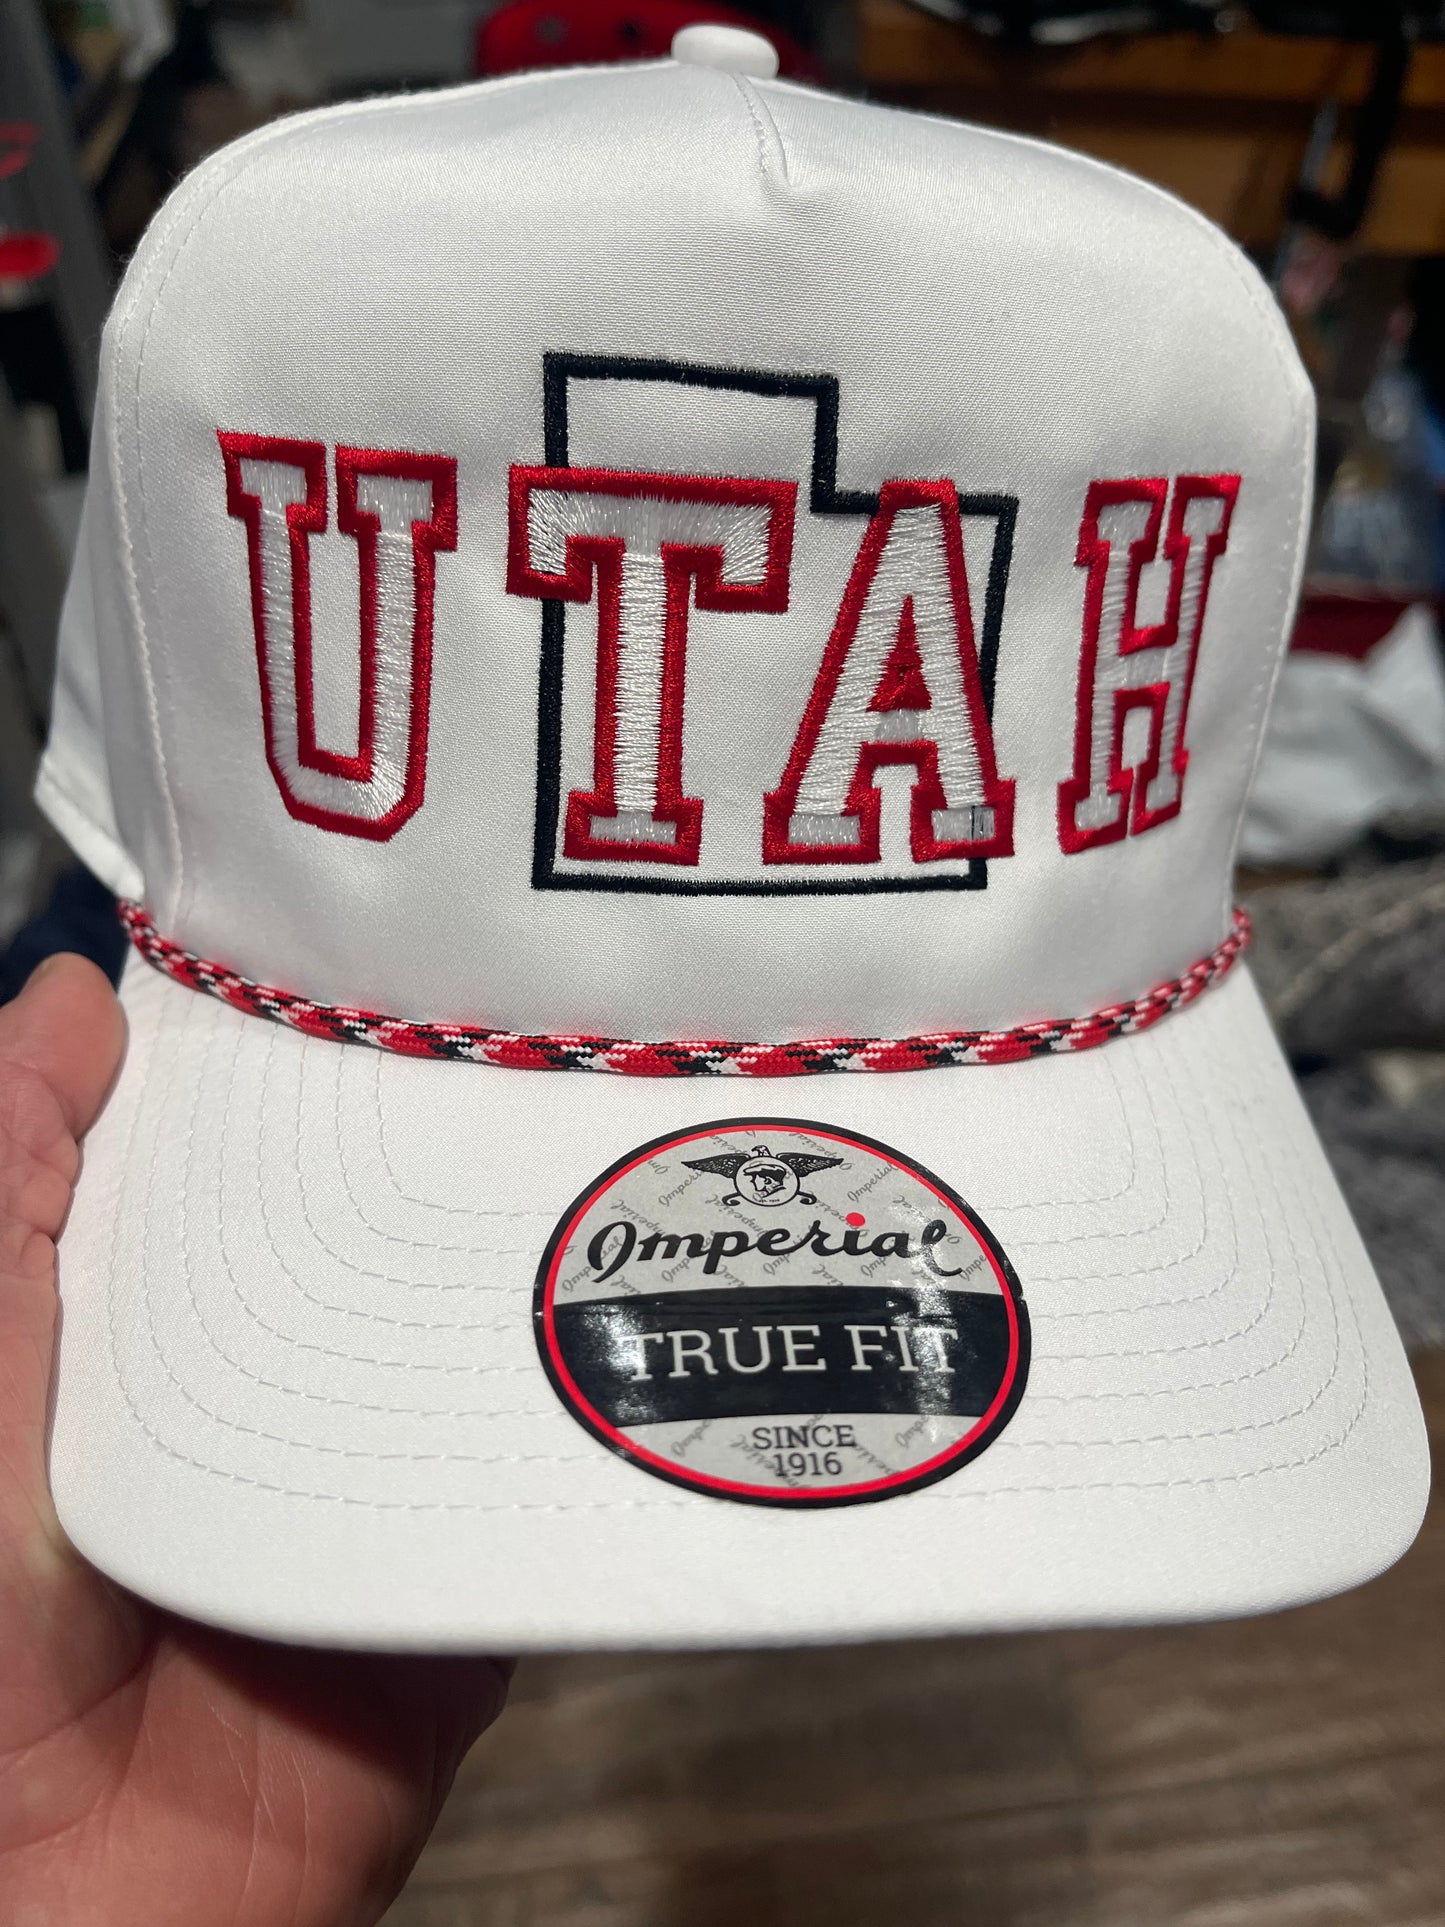 UTAH
Imperial
TRUE FIT
SINCE
1916